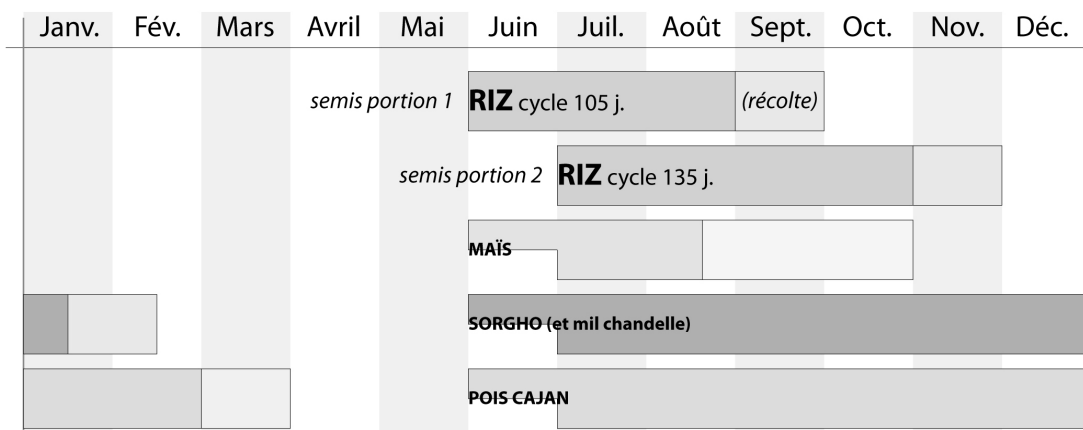 Janv. Fév. Mars Avril Mai Juin Juil. Août Sept. Oct. Nov. Déc.
semis portion 1 RIZ cycle 105 j. (récolte)
semis portion 2 RIZ cycle 135 j.
MAÏS
SORGHO (et mil chandelle)
POIS CAJAN